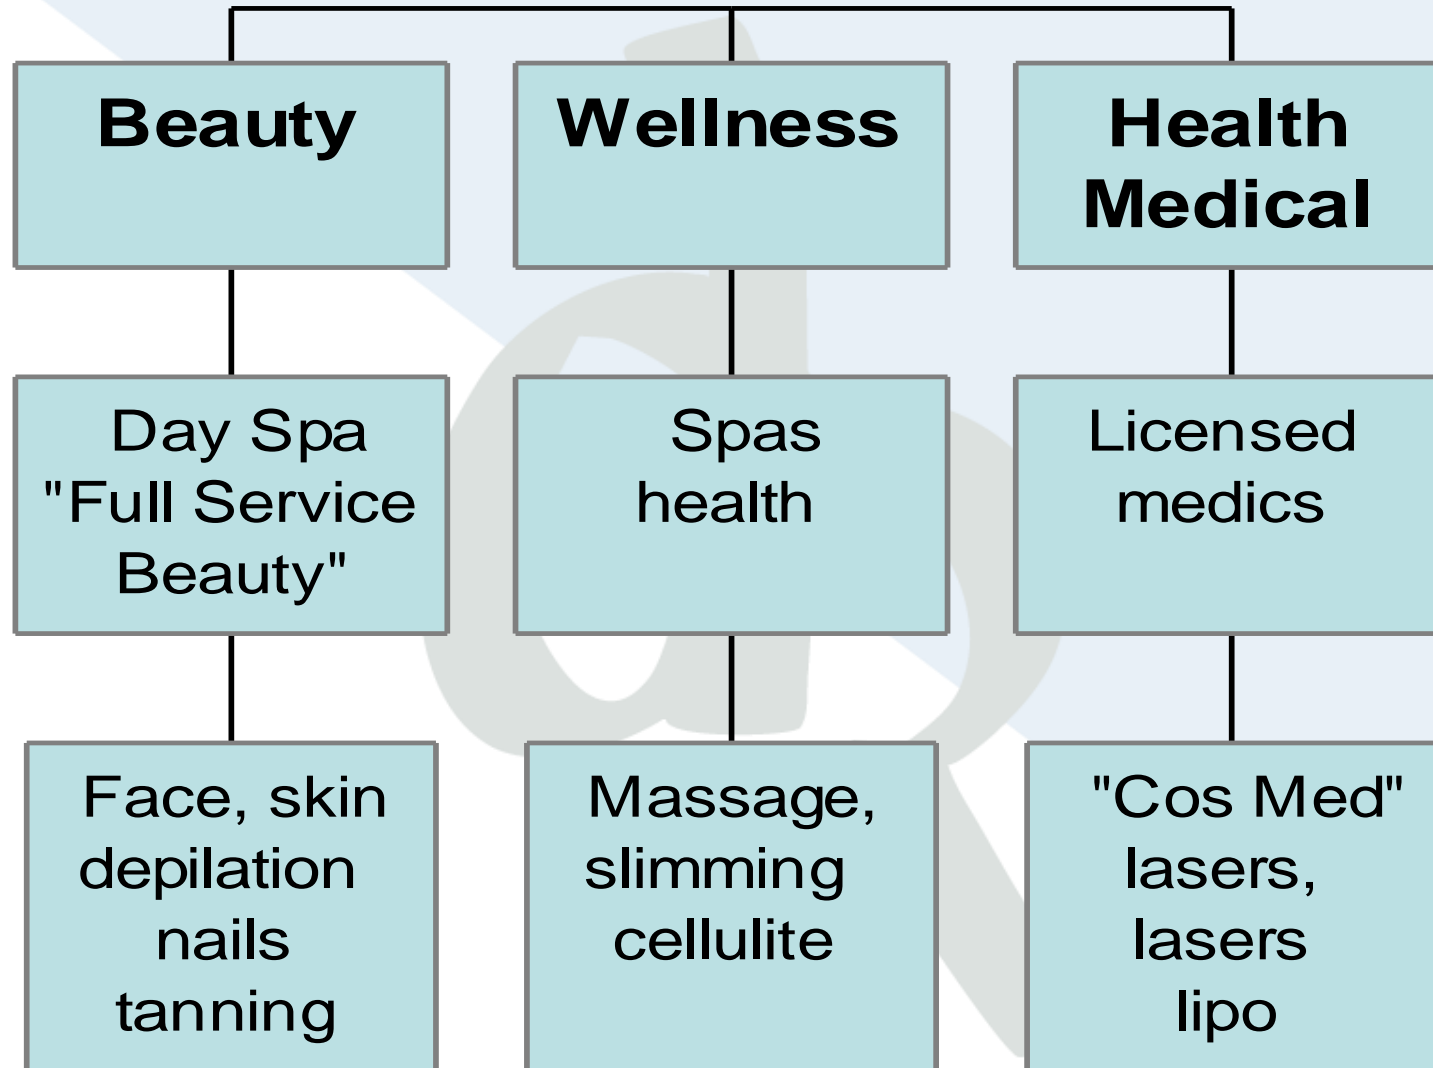 Beauty
Wellness
Health
Medical
Day Spa
"Full Service
Beauty"
Spas
health
Licensed
medics
Face, skin
depilation
nails
tanning
Massage,
slimming
cellulite
"Cos Med"
lasers,
lasers
lipo